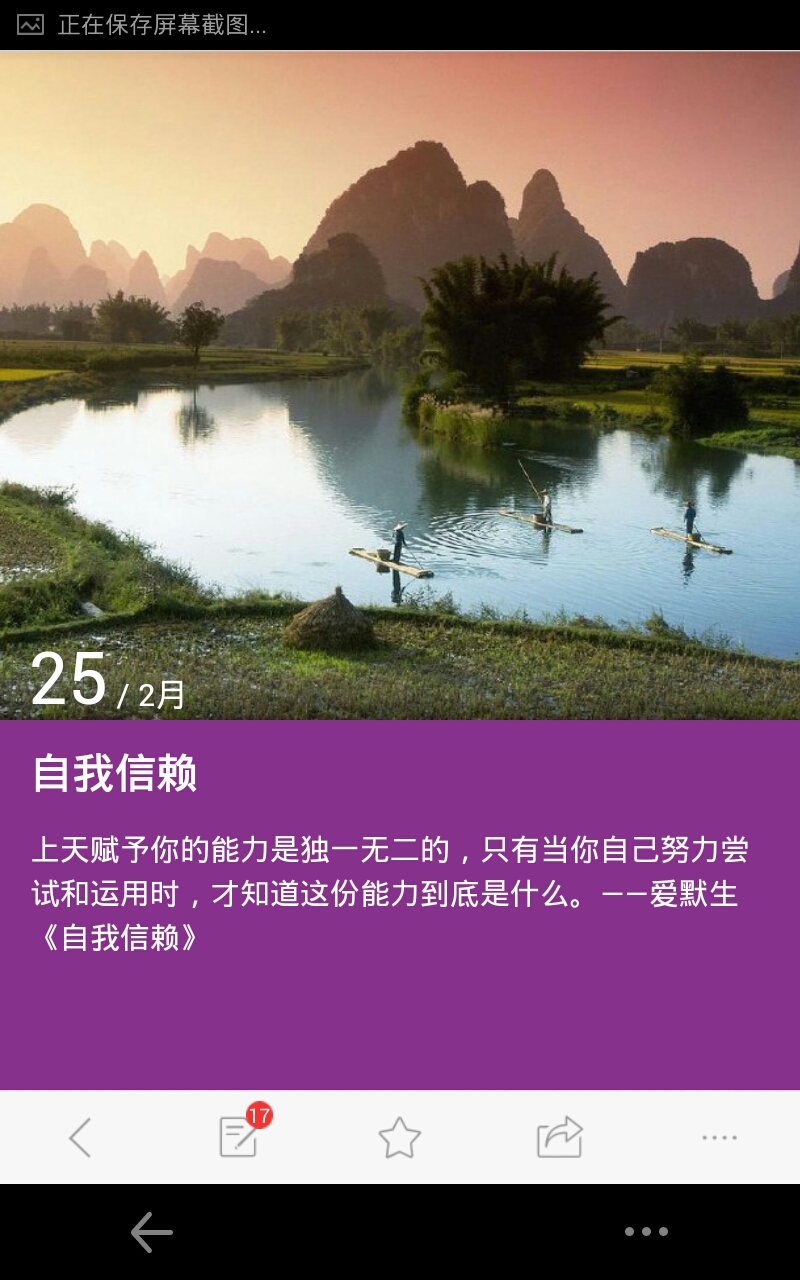 正在保存屏幕截图...
25 / 2月
自我信赖
上天赋予你的能力是独一无二的，只有当你自己努力尝
试和运用时，才知道这份能力到底是什么。——爱默生
《自我信赖》
17